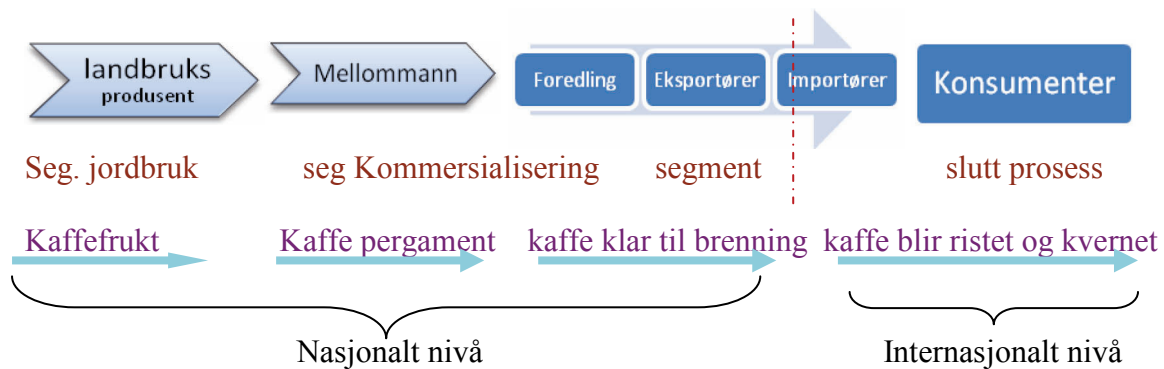 landbruks
produsent
Mellommann
Foredling
Eksportører
Importører
Konsumenter
Seg. jordbruk
seg Kommersialisering
segment
slutt prosess
Kaffefrukt
Kaffe pergament
kaffe klar til brenning
kaffe blir ristet og kvernet
Nasjonalt nivå
Internasjonalt nivå